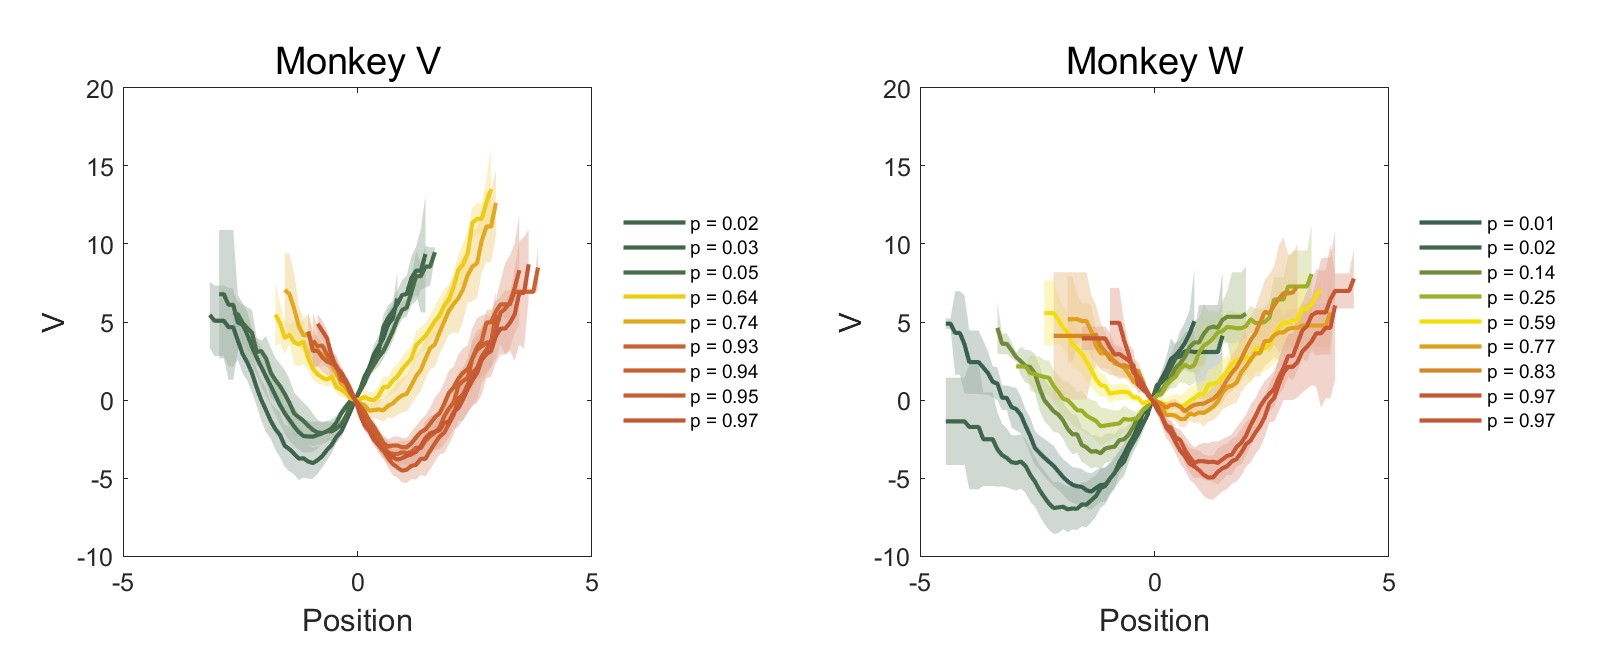 Monkey V
20
15
10
5
0
-5
-10
-5
0
5
V
Position
p = 0.02
p = 0.03
p = 0.05
p = 0.64
p = 0.74
p = 0.93
p = 0.94
p = 0.95
p = 0.97
Monkey W
20
15
10
5
0
-5
-10
-5
0
5
V
Position
p = 0.01
p = 0.02
p = 0.14
p = 0.25
p = 0.59
p = 0.77
p = 0.83
p = 0.97
p = 0.97